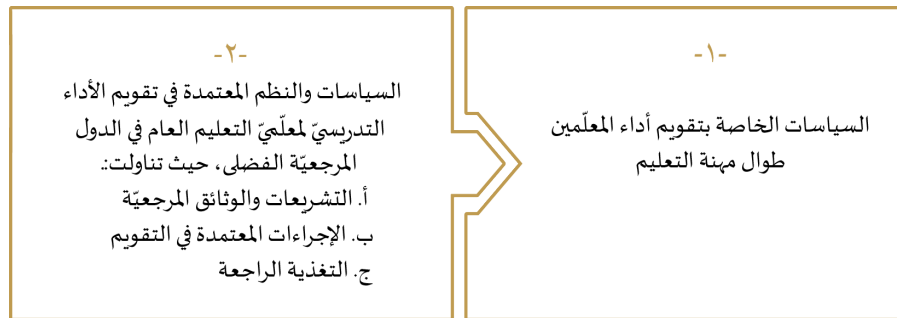 -١-
السياسات الخاصة بتقويم أداء المعلّمين
طوال مهنة التعليم
-٢-
السياسات والنظم المعتمدة في تقويم الأداء
التدريسيّ لمعلّميّ التعليم العام في الدول
المرجعيّة الفضلى، حيث تناولت:.
أ. التشريعات والوثائق المرجعيّة
ب. الإجراءات المعتمدة في التقويم
ج. التغذية الراجعة